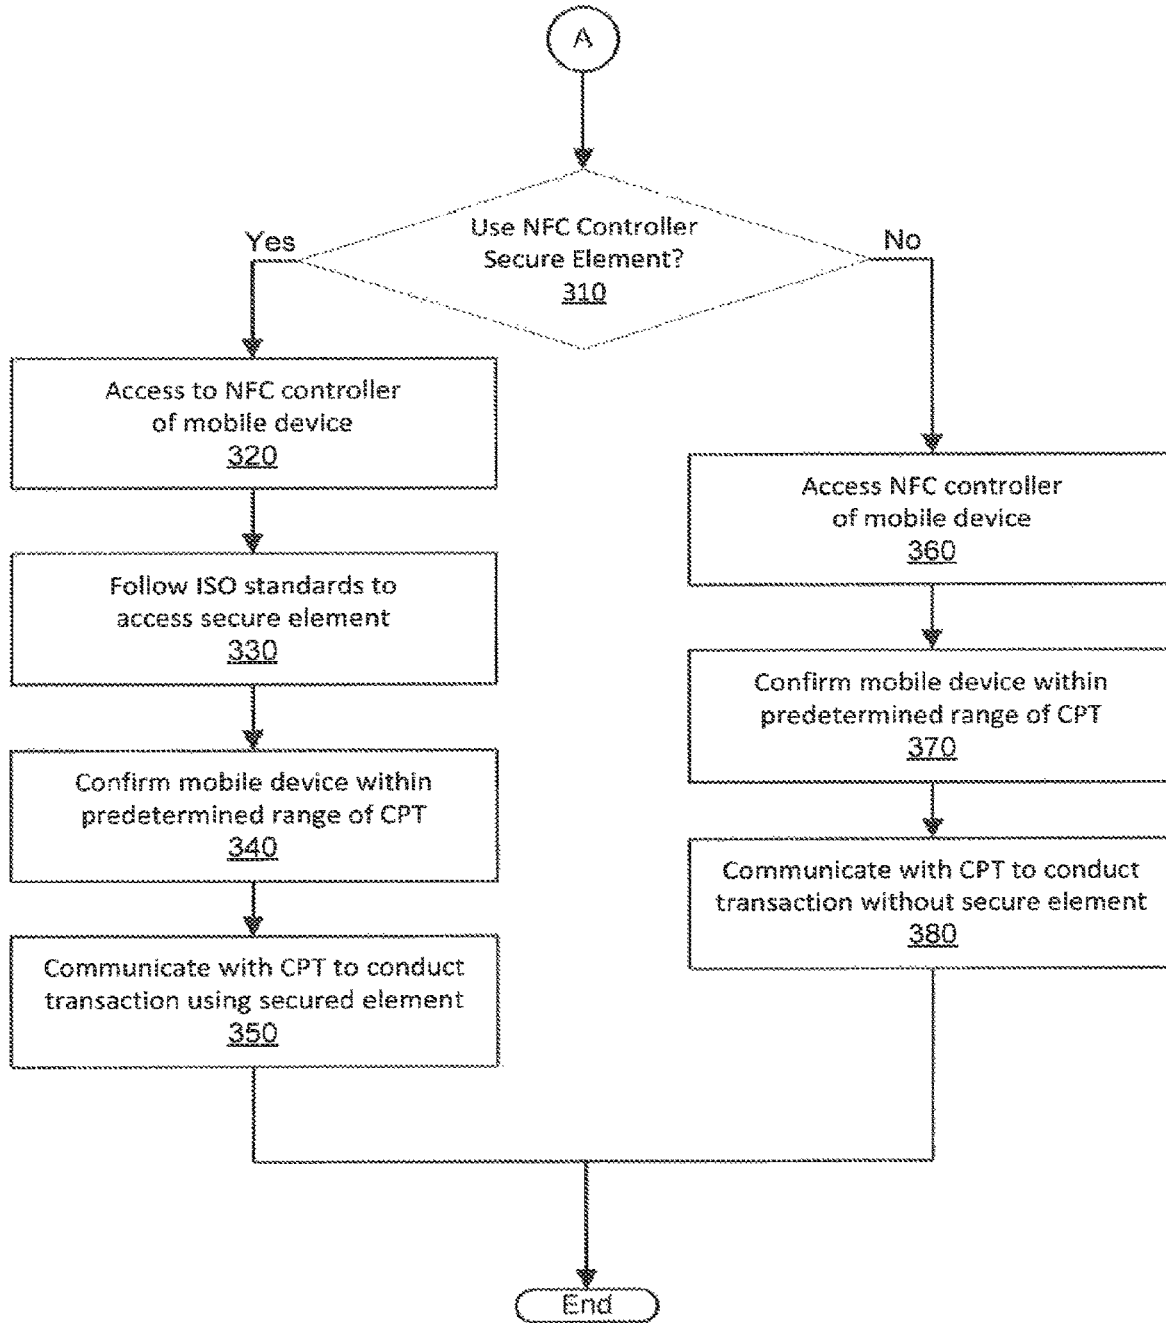 A
Use NFC Controller
Secure Element?
310
Yes
No
Access to NFC controller
of mobile device
320
Follow ISO standards to
access secure element
330
Confirm mobile device within
predetermined range of CPT
340
Communicate with CPT to conduct
transaction using secured element
350
Access NFC controller
of mobile device
360
Confirm mobile device within
predetermined range of CPT
370
Communicate with CPT to conduct
transaction without secure element
380
End